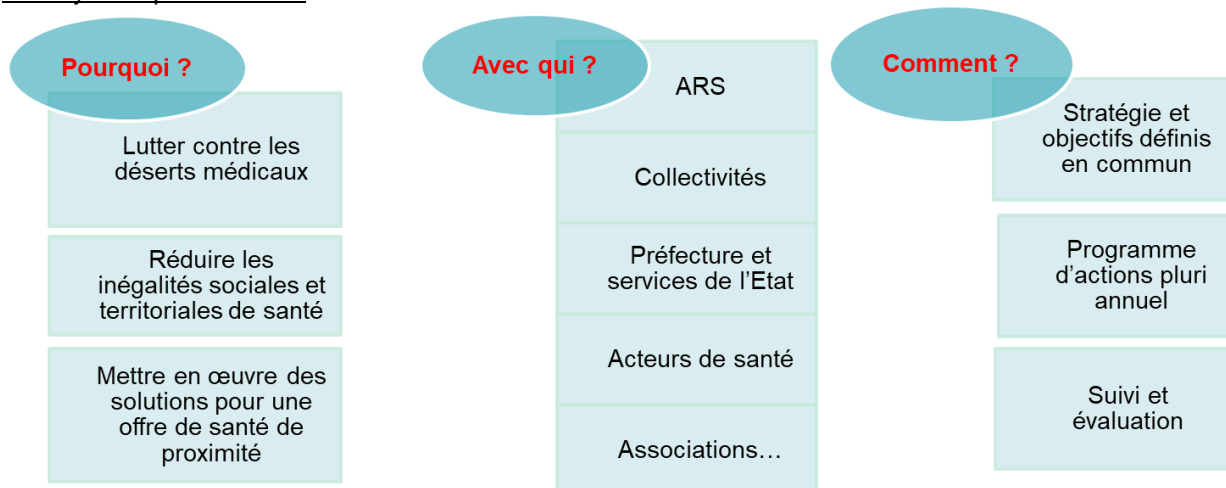 Pourquoi ?
Lutter contre les
déserts médicaux
Réduire les
inégalités sociales et
territoriales de santé
Mettre en œuvre des
solutions pour une
offre de santé de
proximité
Avec qui ?
ARS
Collectivités
Préfecture et
services de l’Etat
Acteurs de santé
Associations…
Comment ?
Stratégie et
objectifs définis
en commun
Programme
d’actions pluri
annuel
Suivi et
évaluation